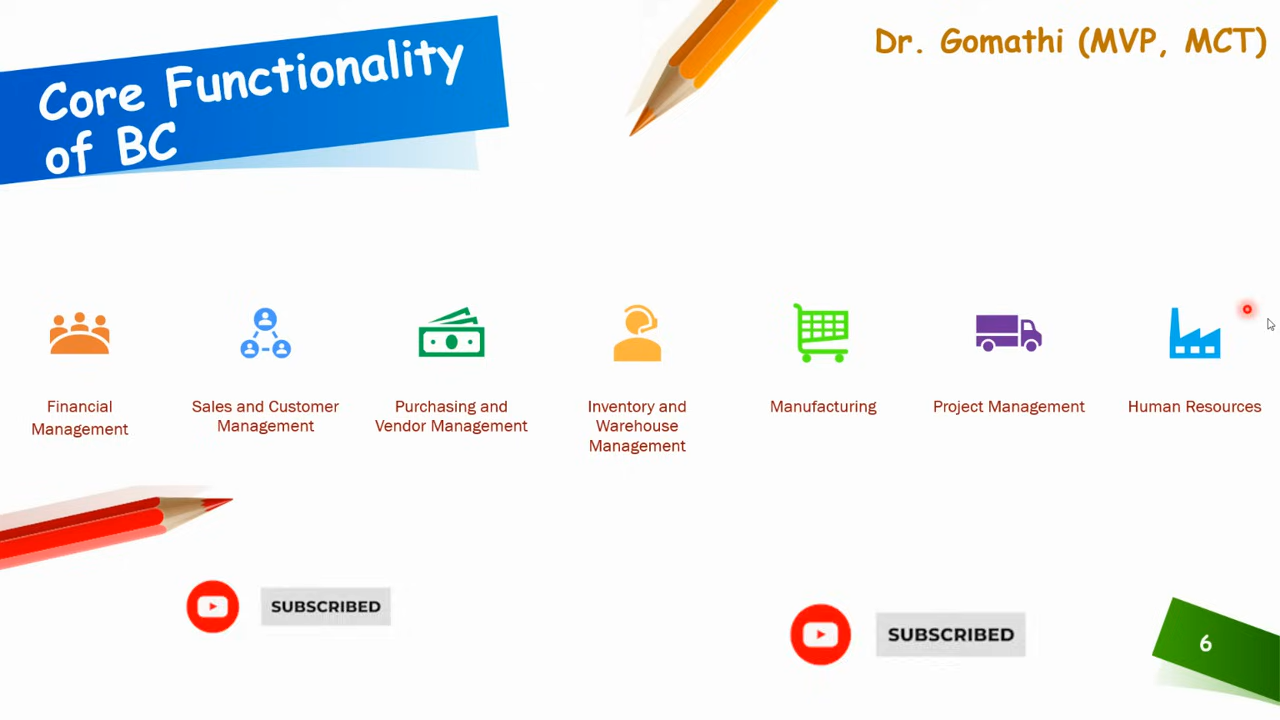 Core Functionality
of BC
Dr. Gomathi (MVP, MCT)
Financial
Management
Sales and Customer
Management
Purchasing and
Vendor Management
Inventory and
Warehouse
Management
Manufacturing
Project Management
Human Resources
SUBSCRIBED
SUBSCRIBED
6